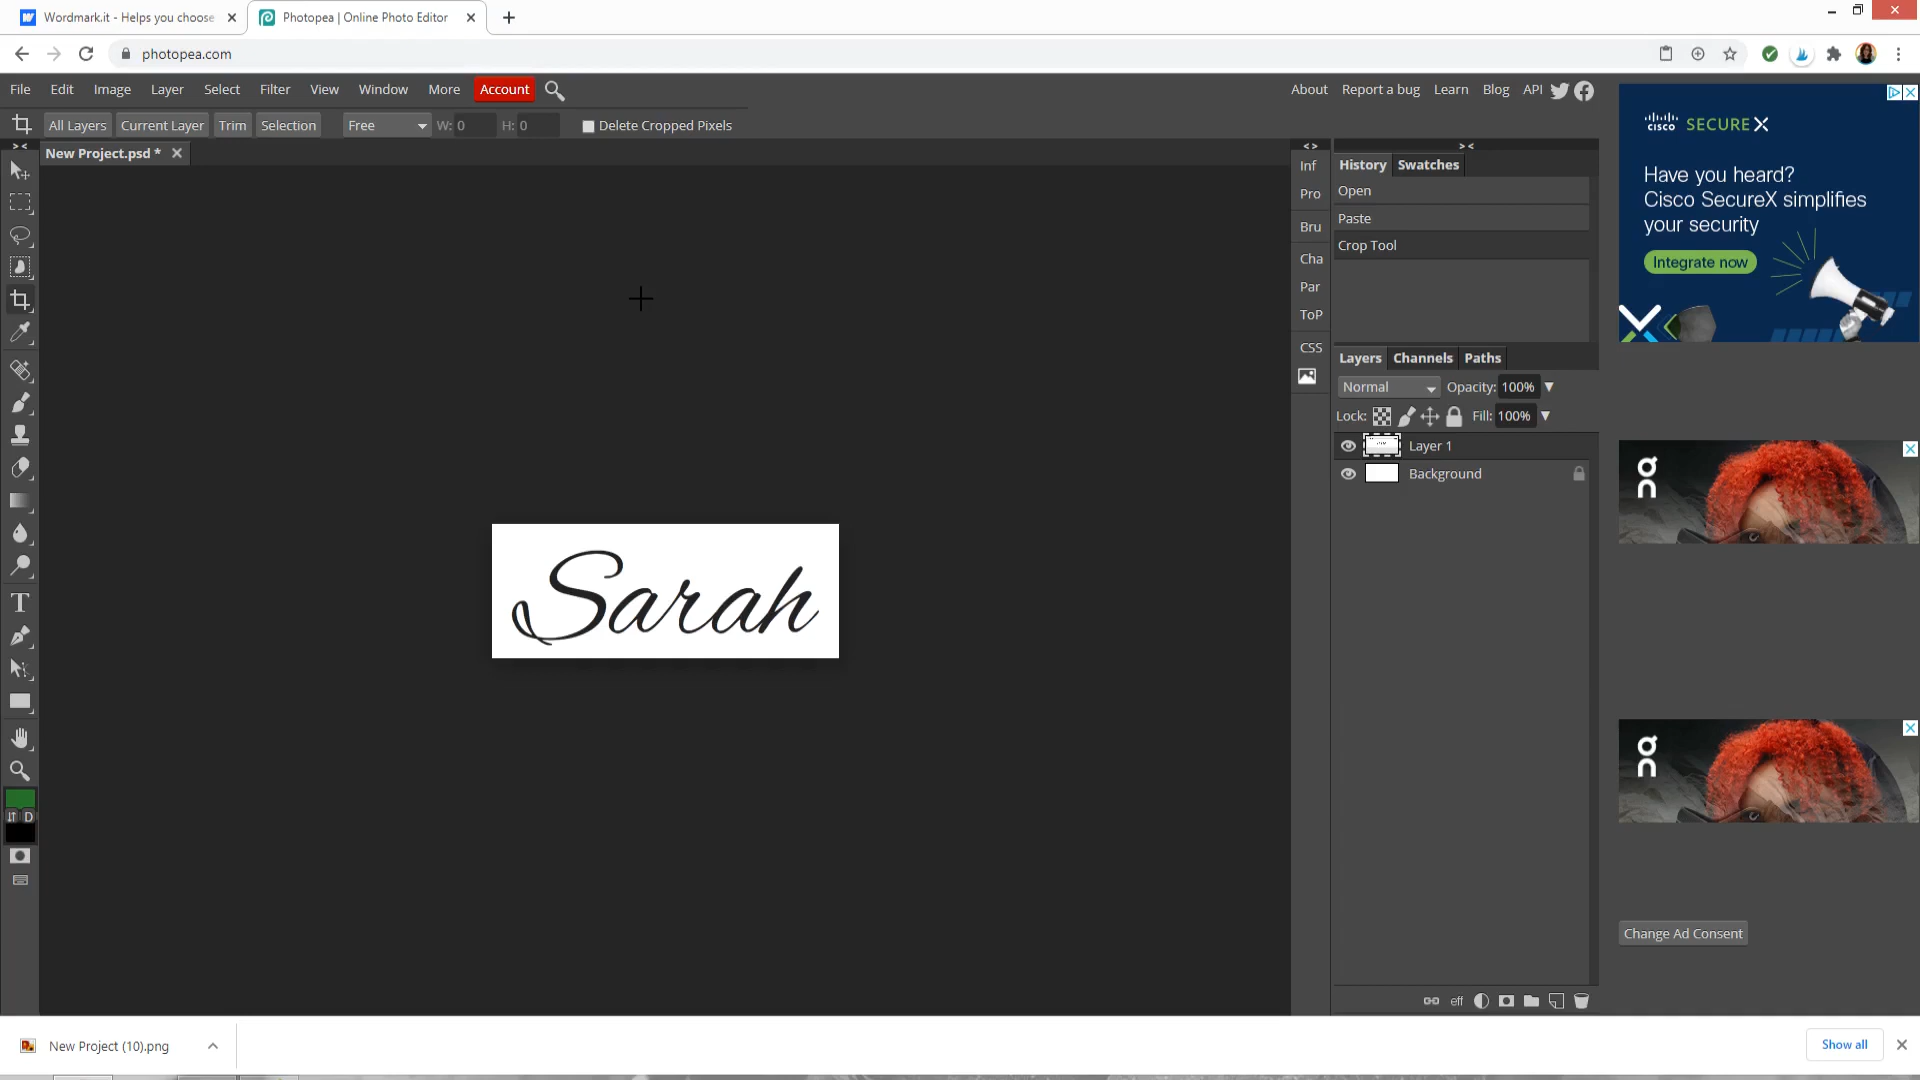 Wordmark.it - Helps you choose
Photopea | Online Photo Editor
photopea.com
File Edit Image Layer Select Filter View Window More Account
About Report a bug Learn Blog API
All Layers Current Layer Trim Selection Free W: 0 H: 0 Delete Cropped Pixels
New Project.psd *
Inf
Pro
Bru
Cha
Par
ToP
CSS
History Swatches
Open
Paste
Crop Tool
Layers Channels Paths
Normal Opacity: 100%
Lock: Fill: 100%
Layer 1
Background
eff
Sarah
T
D
CISCO SECUREX
Have you heard?
Cisco SecureX simplifies
your security
Integrate now
Change Ad Consent
New Project (10).png
Show all